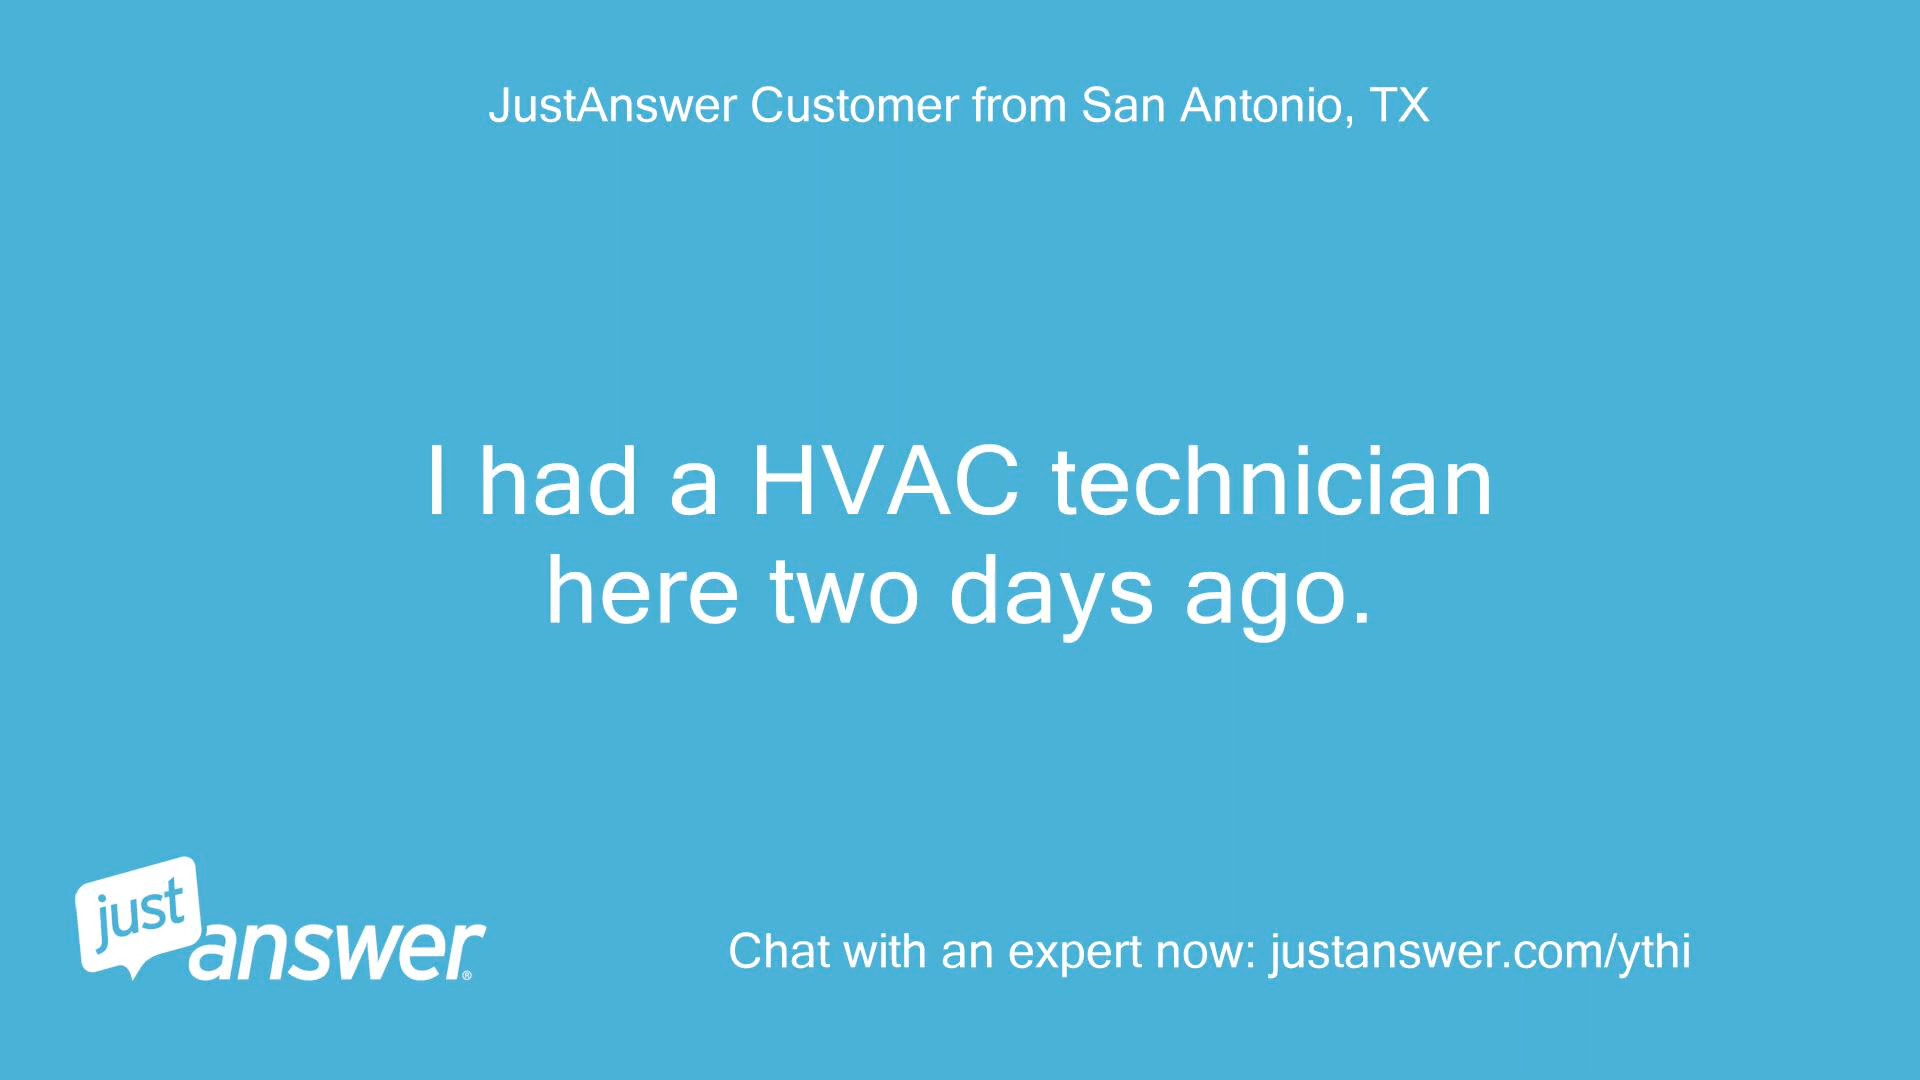 JustAnswer Customer from San Antonio, TX
I had a HVAC technician
here two days ago.
just
answer®
Chat with an expert now: justanswer.com/ythi